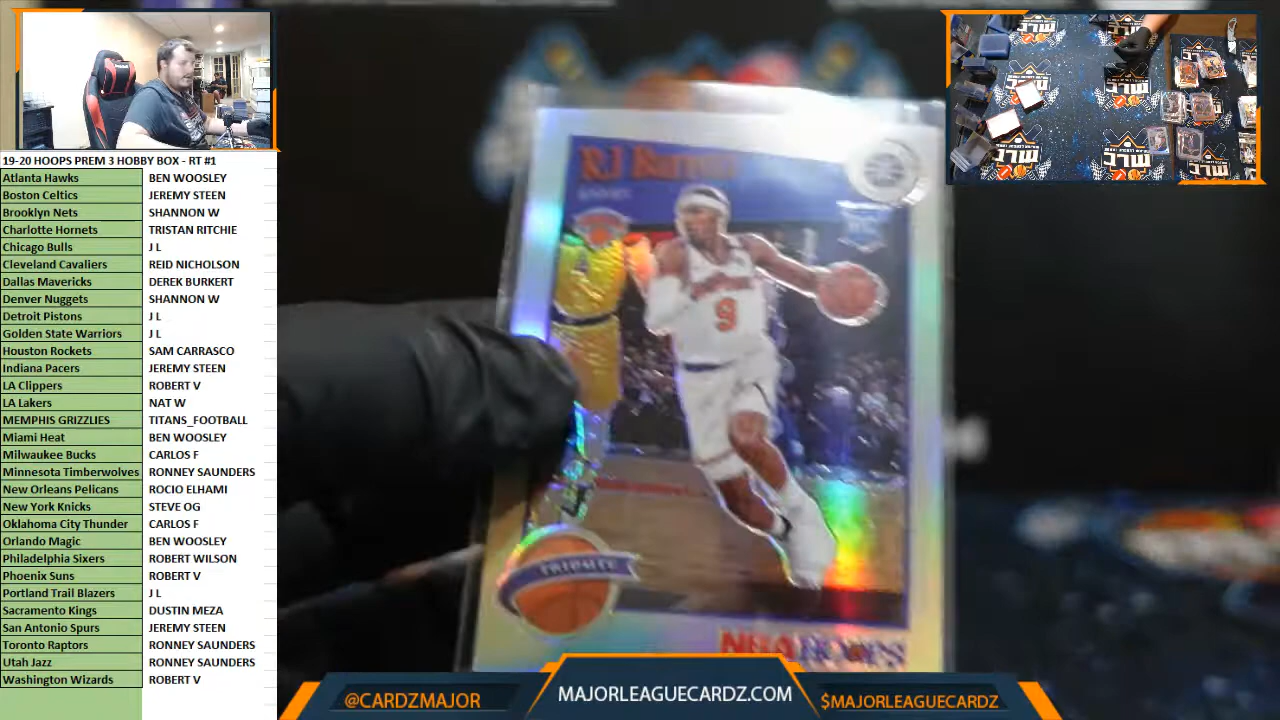 19-20 HOOPS PREM 3 HOBBY BOX - RT #1
Atlanta Hawks BEN WOOSLEY
Boston Celtics JEREMY STEEN
Brooklyn Nets SHANNON W
Charlotte Hornets TRISTAN RITCHIE
Chicago Bulls J L
Cleveland Cavaliers REID NICHOLSON
Dallas Mavericks DEREK BURKERT
Denver Nuggets SHANNON W
Detroit Pistons J L
Golden State Warriors J L
Houston Rockets SAM CARRASCO
Indiana Pacers JEREMY STEEN
LA Clippers ROBERT V
LA Lakers NAT W
MEMPHIS GRIZZLIES TITANS_FOOTBALL
Miami Heat BEN WOOSLEY
Milwaukee Bucks CARLOS F
Minnesota Timberwolves RONNEY SAUNDERS
New Orleans Pelicans ROCIO ELHAMI
New York Knicks STEVE OG
Oklahoma City Thunder CARLOS F
Orlando Magic BEN WOOSLEY
Philadelphia Sixers ROBERT WILSON
Phoenix Suns ROBERT V
Portland Trail Blazers J L
Sacramento Kings DUSTIN MEZA
San Antonio Spurs JEREMY STEEN
Toronto Raptors RONNEY SAUNDERS
Utah Jazz RONNEY SAUNDERS
Washington Wizards ROBERT V
RJ Barrett
KNICKS
RC
9
TRIBUTE
NBA HOOPS
MLC
@CARDZMAJOR
MAJORLEAGUECARDZ.COM
$MAJORLEAGUECARDZ